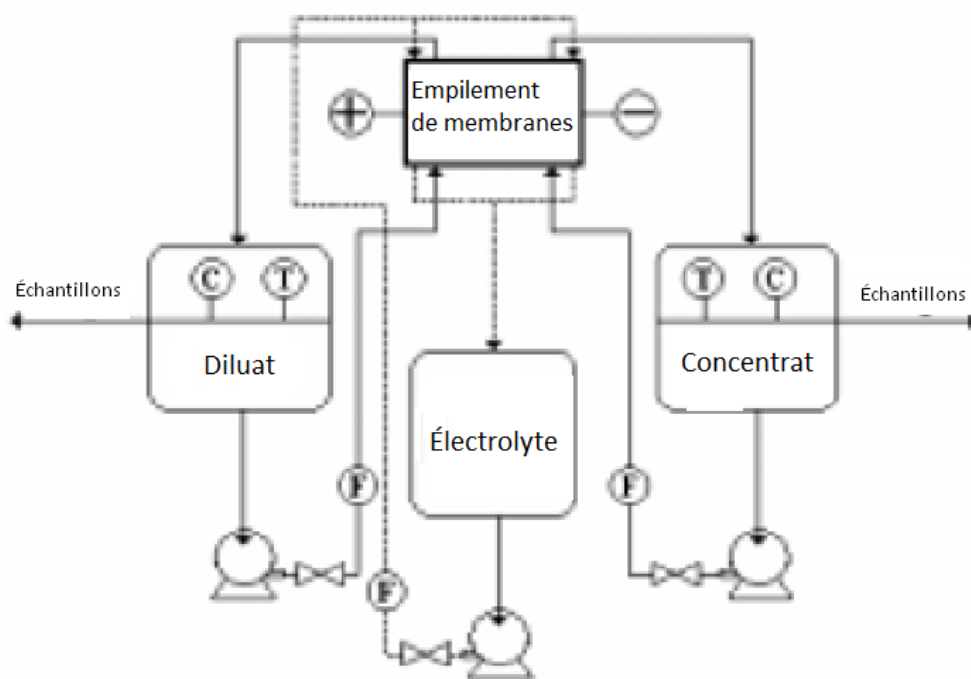 Empilement
de membranes
+
−
C
T
T
C
Échantillons
Échantillons
Diluat
Concentrat
Électrolyte
F
F
F